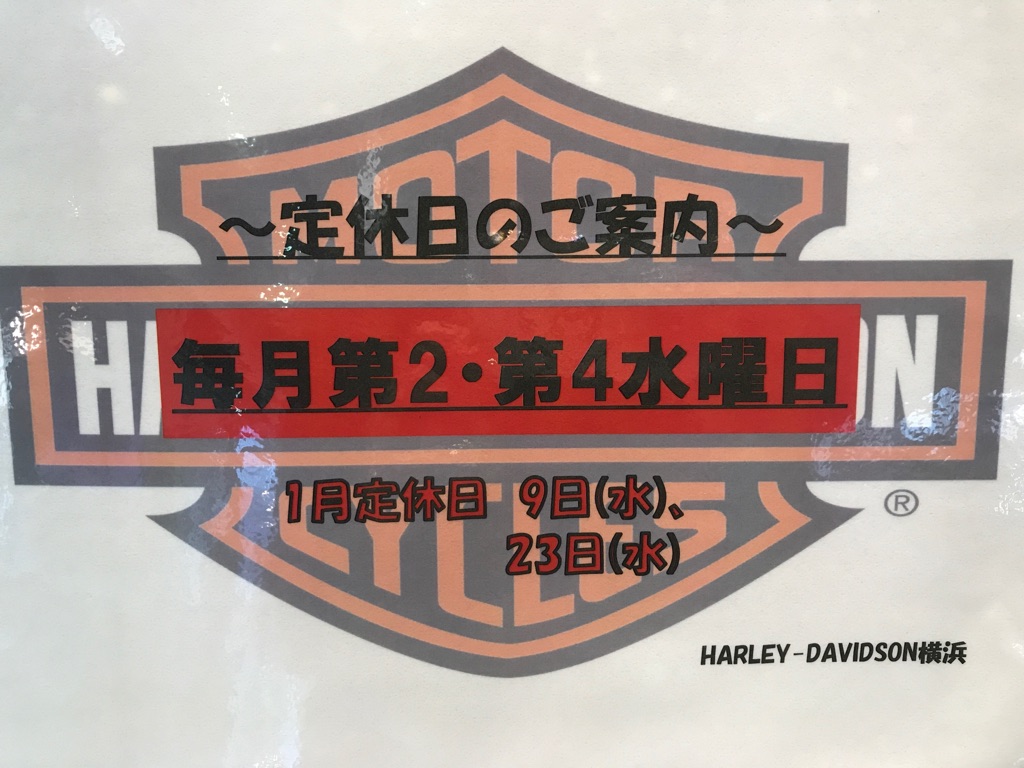 MOTOR
～定休日のご案内～
HA
毎月第2・第4水曜日
ON
1月定休日 9日(水)、
23日(水)
CYCLES
®
HARLEY-DAVIDSON横浜